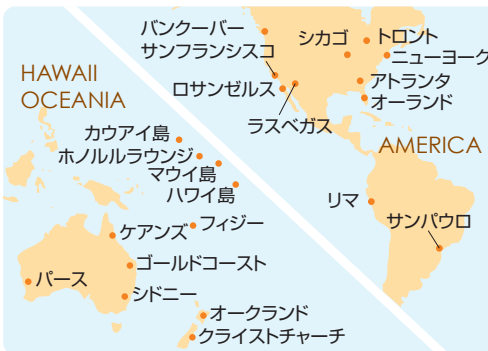 バンクーバー
サンフランシスコ
ロサンゼルス
ラスベガス
シカゴ
トロント
ニューヨーク
アトランタ
オーランド
AMERICA
リマ
サンパウロ
HAWAII
OCEANIA
カウアイ島
ホノルルラウンジ
マウイ島
ハワイ島
フィジー
ケアンズ
ゴールドコースト
パース
シドニー
オークランド
クライストチャーチ